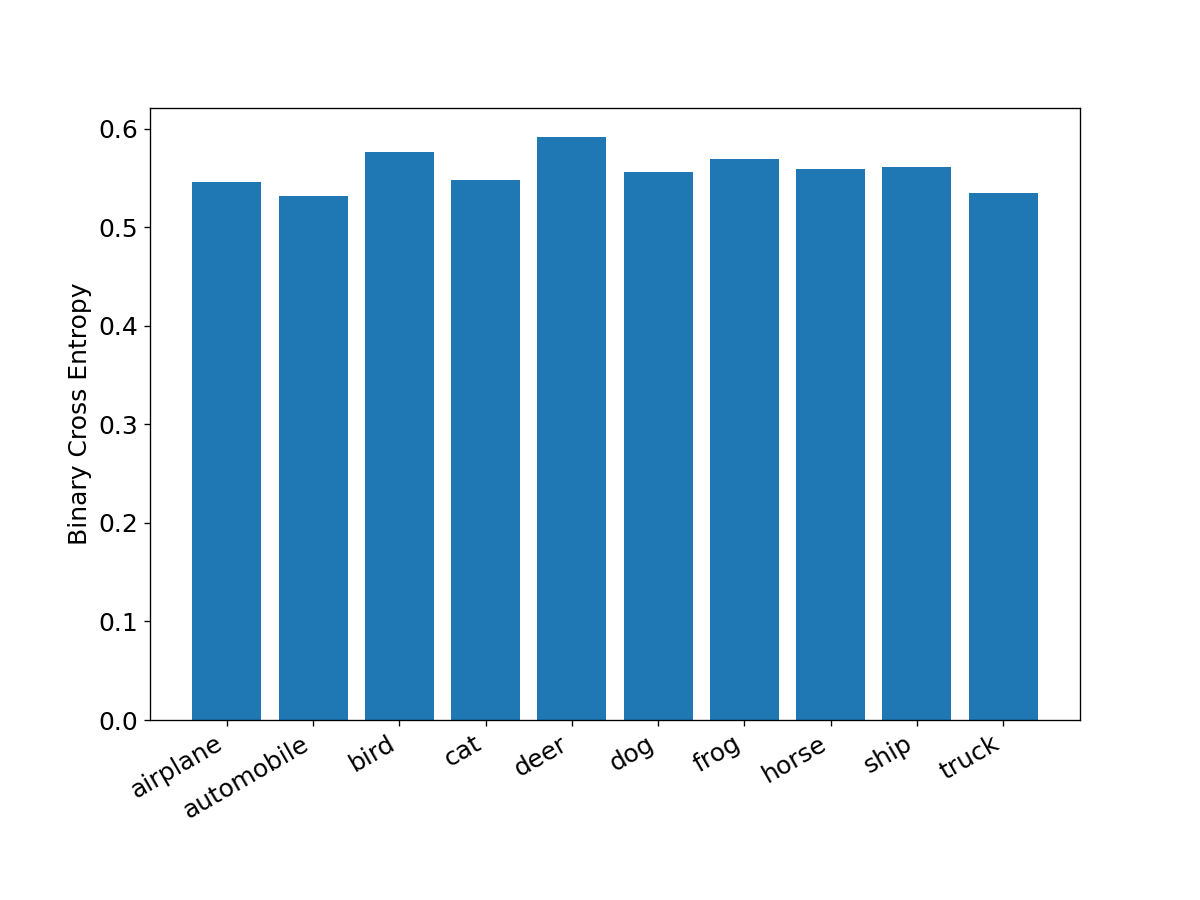 0.6
0.5
0.4
0.3
0.2
0.1
0.0
Binary Cross Entropy
airplane
automobile
bird
cat
deer
dog
frog
horse
ship
truck